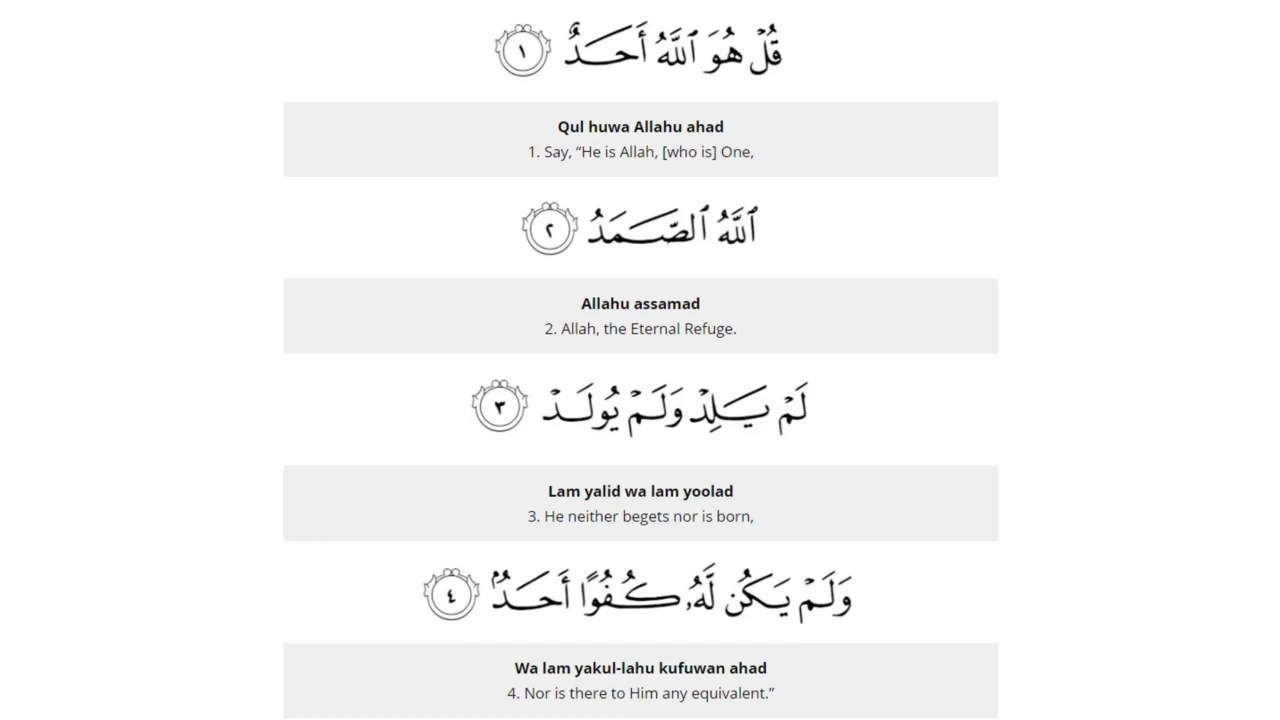 قُلْ هُوَ ٱللَّهُ أَحَدٌ ١
Qul huwa Allahu ahad
1. Say, “He is Allah, [who is] One,
ٱللَّهُ ٱلصَّمَدُ ٢
Allahu assamad
2. Allah, the Eternal Refuge.
لَمْ يَلِدْ وَلَمْ يُولَدْ ٣
Lam yalid wa lam yoolad
3. He neither begets nor is born,
وَلَمْ يَكُن لَّهُۥ كُفُوًا أَحَدٌۢ ٤
Wa lam yakul-lahu kufuwan ahad
4. Nor is there to Him any equivalent.”